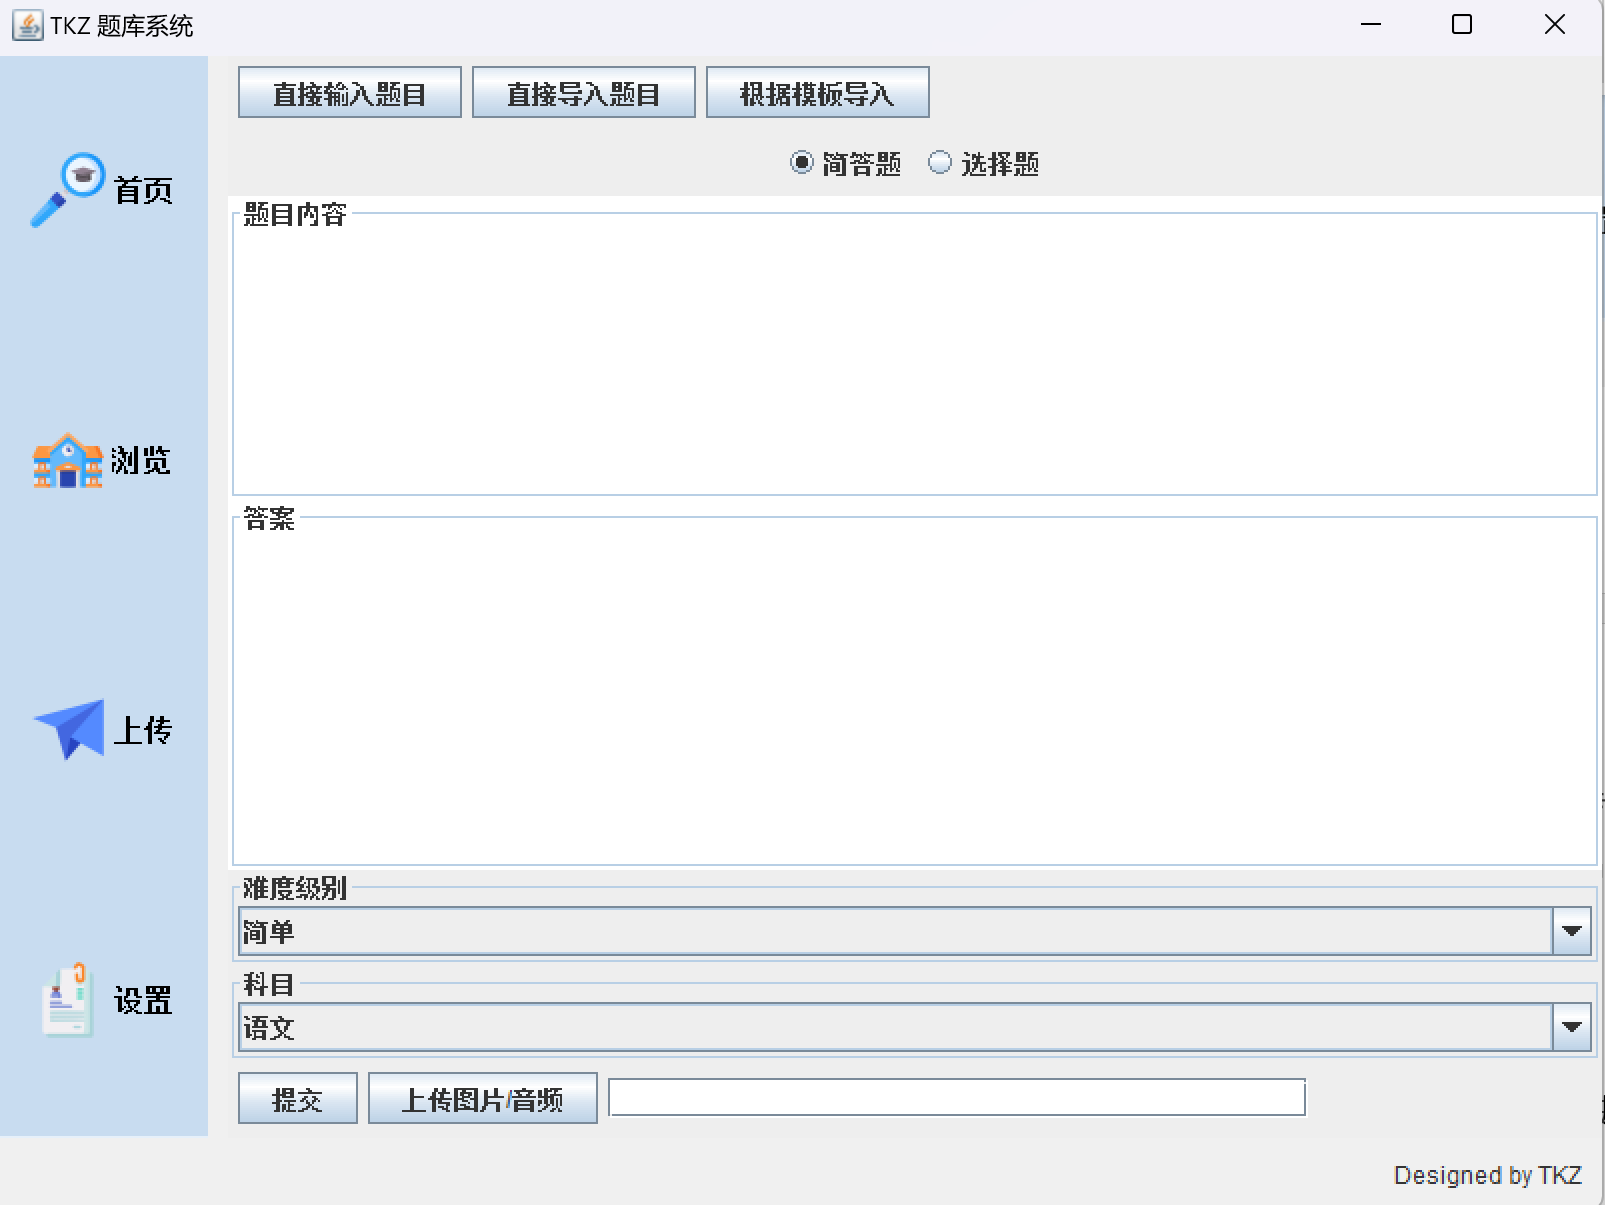 TKZ 题库系统
首页
浏览
上传
设置
直接输入题目 直接导入题目 根据模板导入
简答题 选择题
题目内容
答案
难度级别
简单
科目
语文
提交 上传图片/音频
Designed by TKZ